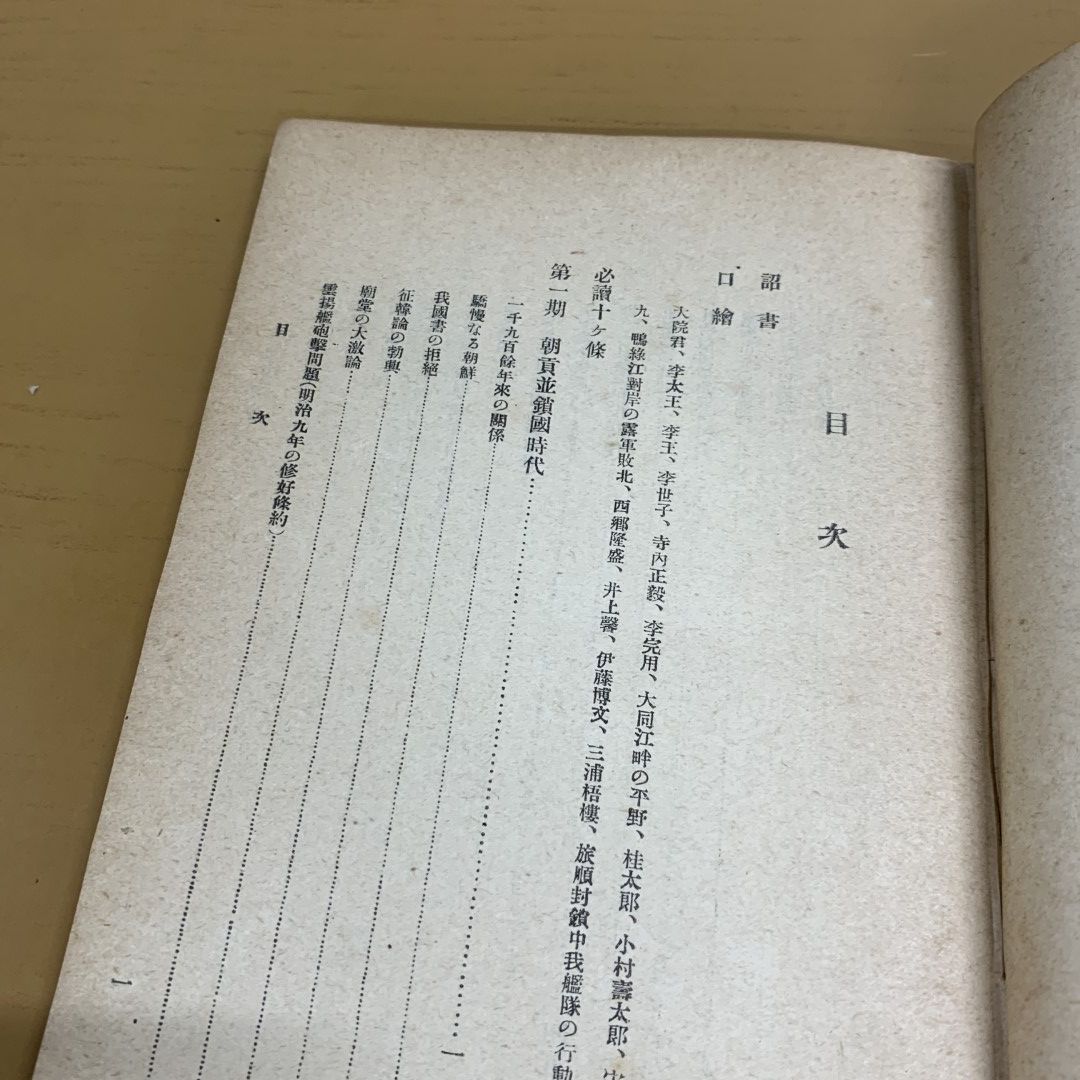 目次
詔書
口繪
大院君、李太王、李王、李世子、寺內正毅、李完用、大同江畔の平野、桂太郎、小村壽太郎、
九、鴨綠江對岸の露軍敗北、西鄕隆盛、井上馨、伊藤博文、三浦梧樓、旅順封鎖中我艦隊の行動
必讀十ヶ條
第一期 朝貢並鎖國時代……一
一千九百餘年來の關係……
驕慢なる朝鮮……
我國書の拒絕……
征韓論の勃興……
廟堂の大激論……
雲揚艦砲擊問題(明治九年の修好條約)……
目次
一